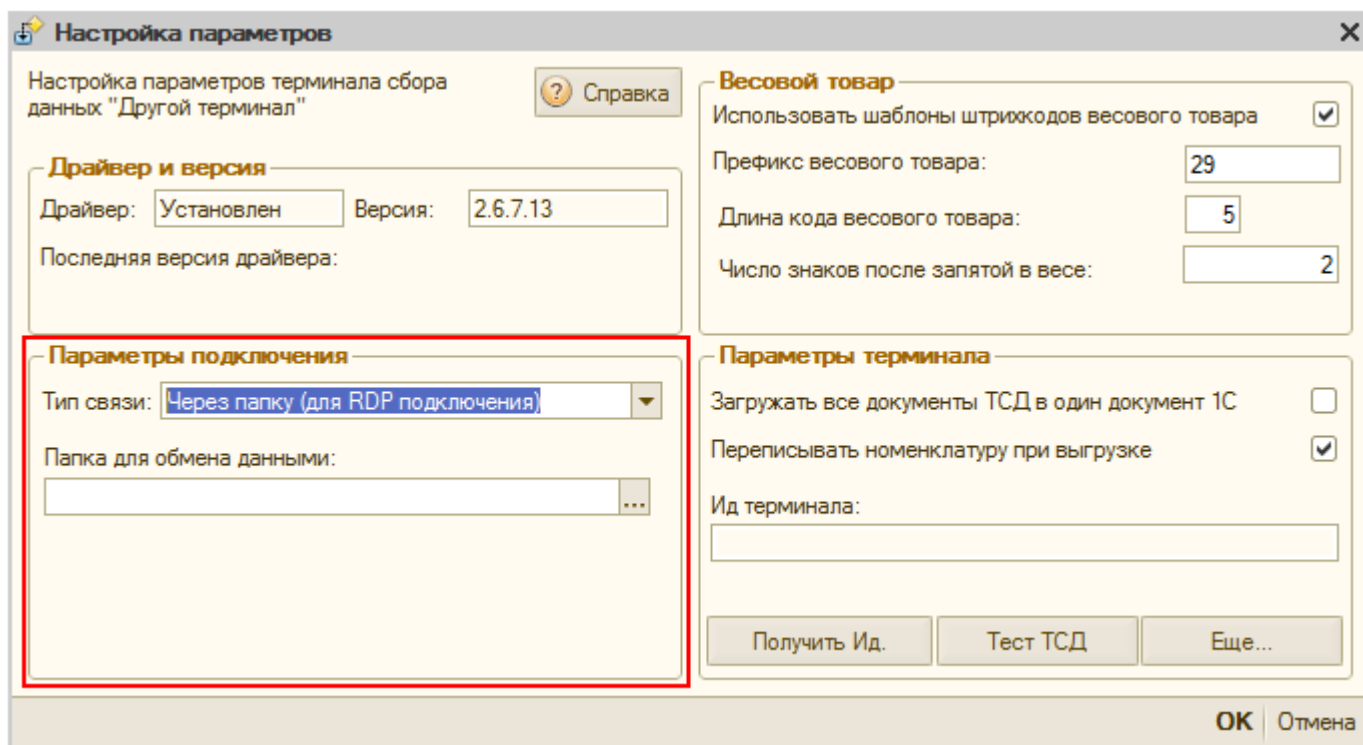 Настройка параметров
Настройка параметров терминала сбора
данных "Другой терминал"
Справка
Драйвер и версия
Драйвер: Установлен Версия: 2.6.7.13
Последняя версия драйвера:
Параметры подключения
Тип связи: Через папку (для RDP подключения)
Папка для обмена данными:
...
Весовой товар
Использовать шаблоны штрихкодов весового товара
Префикс весового товара: 29
Длина кода весового товара: 5
Число знаков после запятой в весе: 2
Параметры терминала
Загружать все документы ТСД в один документ 1С
Переписывать номенклатуру при выгрузке
Ид терминала:
Получить Ид. Тест ТСД Еще...
OK Отмена